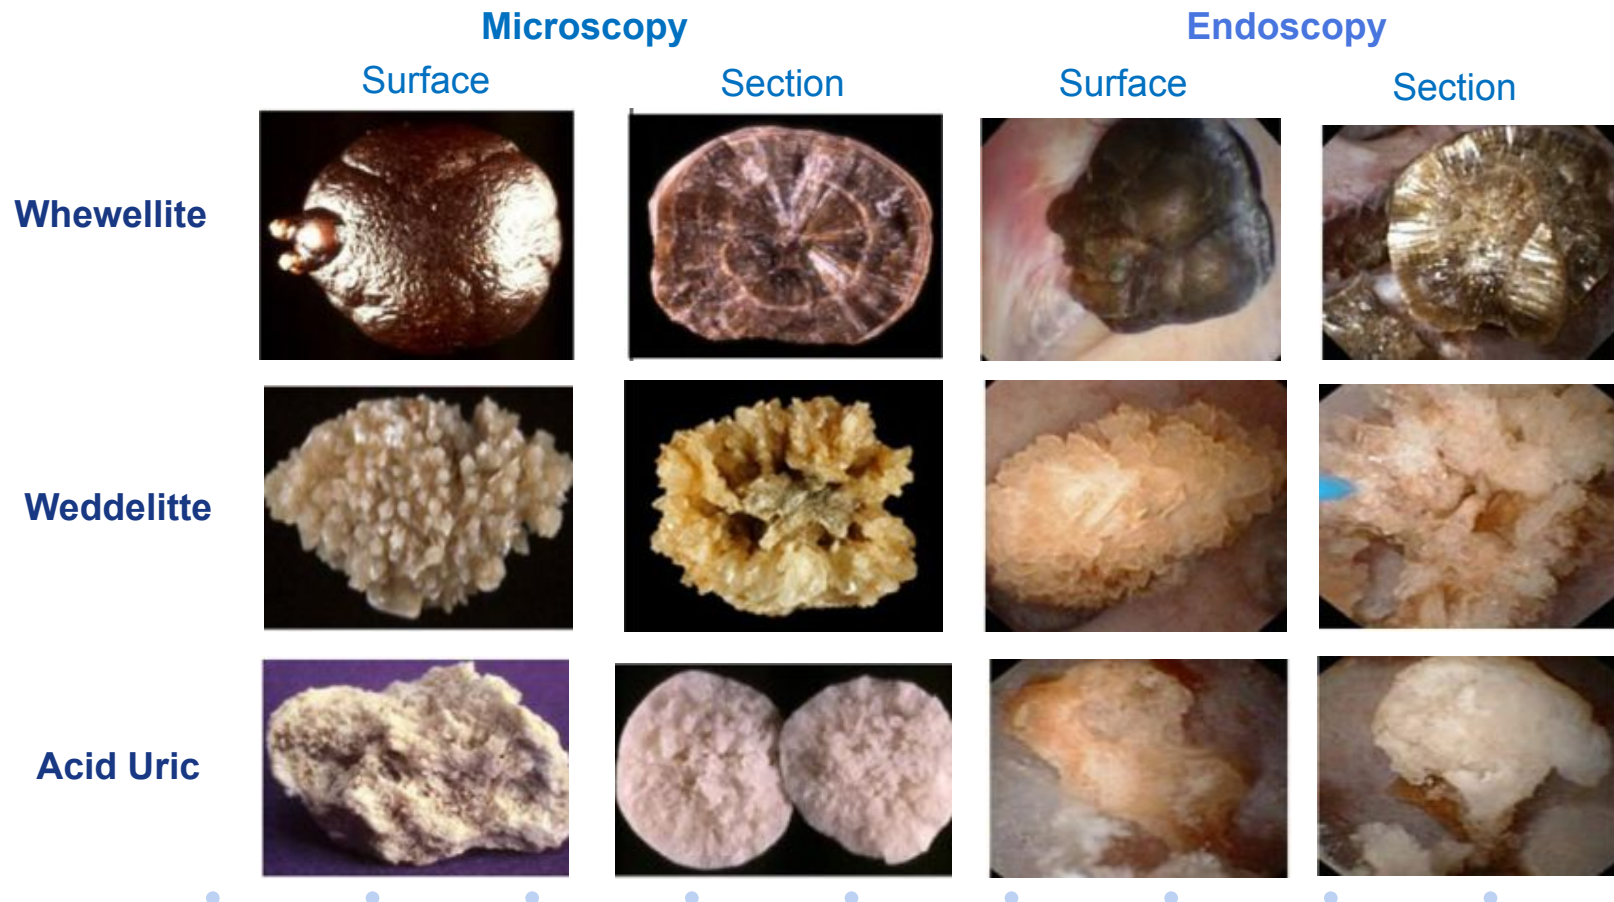 Microscopy Endoscopy
Surface Section Surface Section
Whewellite
Weddelitte
Acid Uric